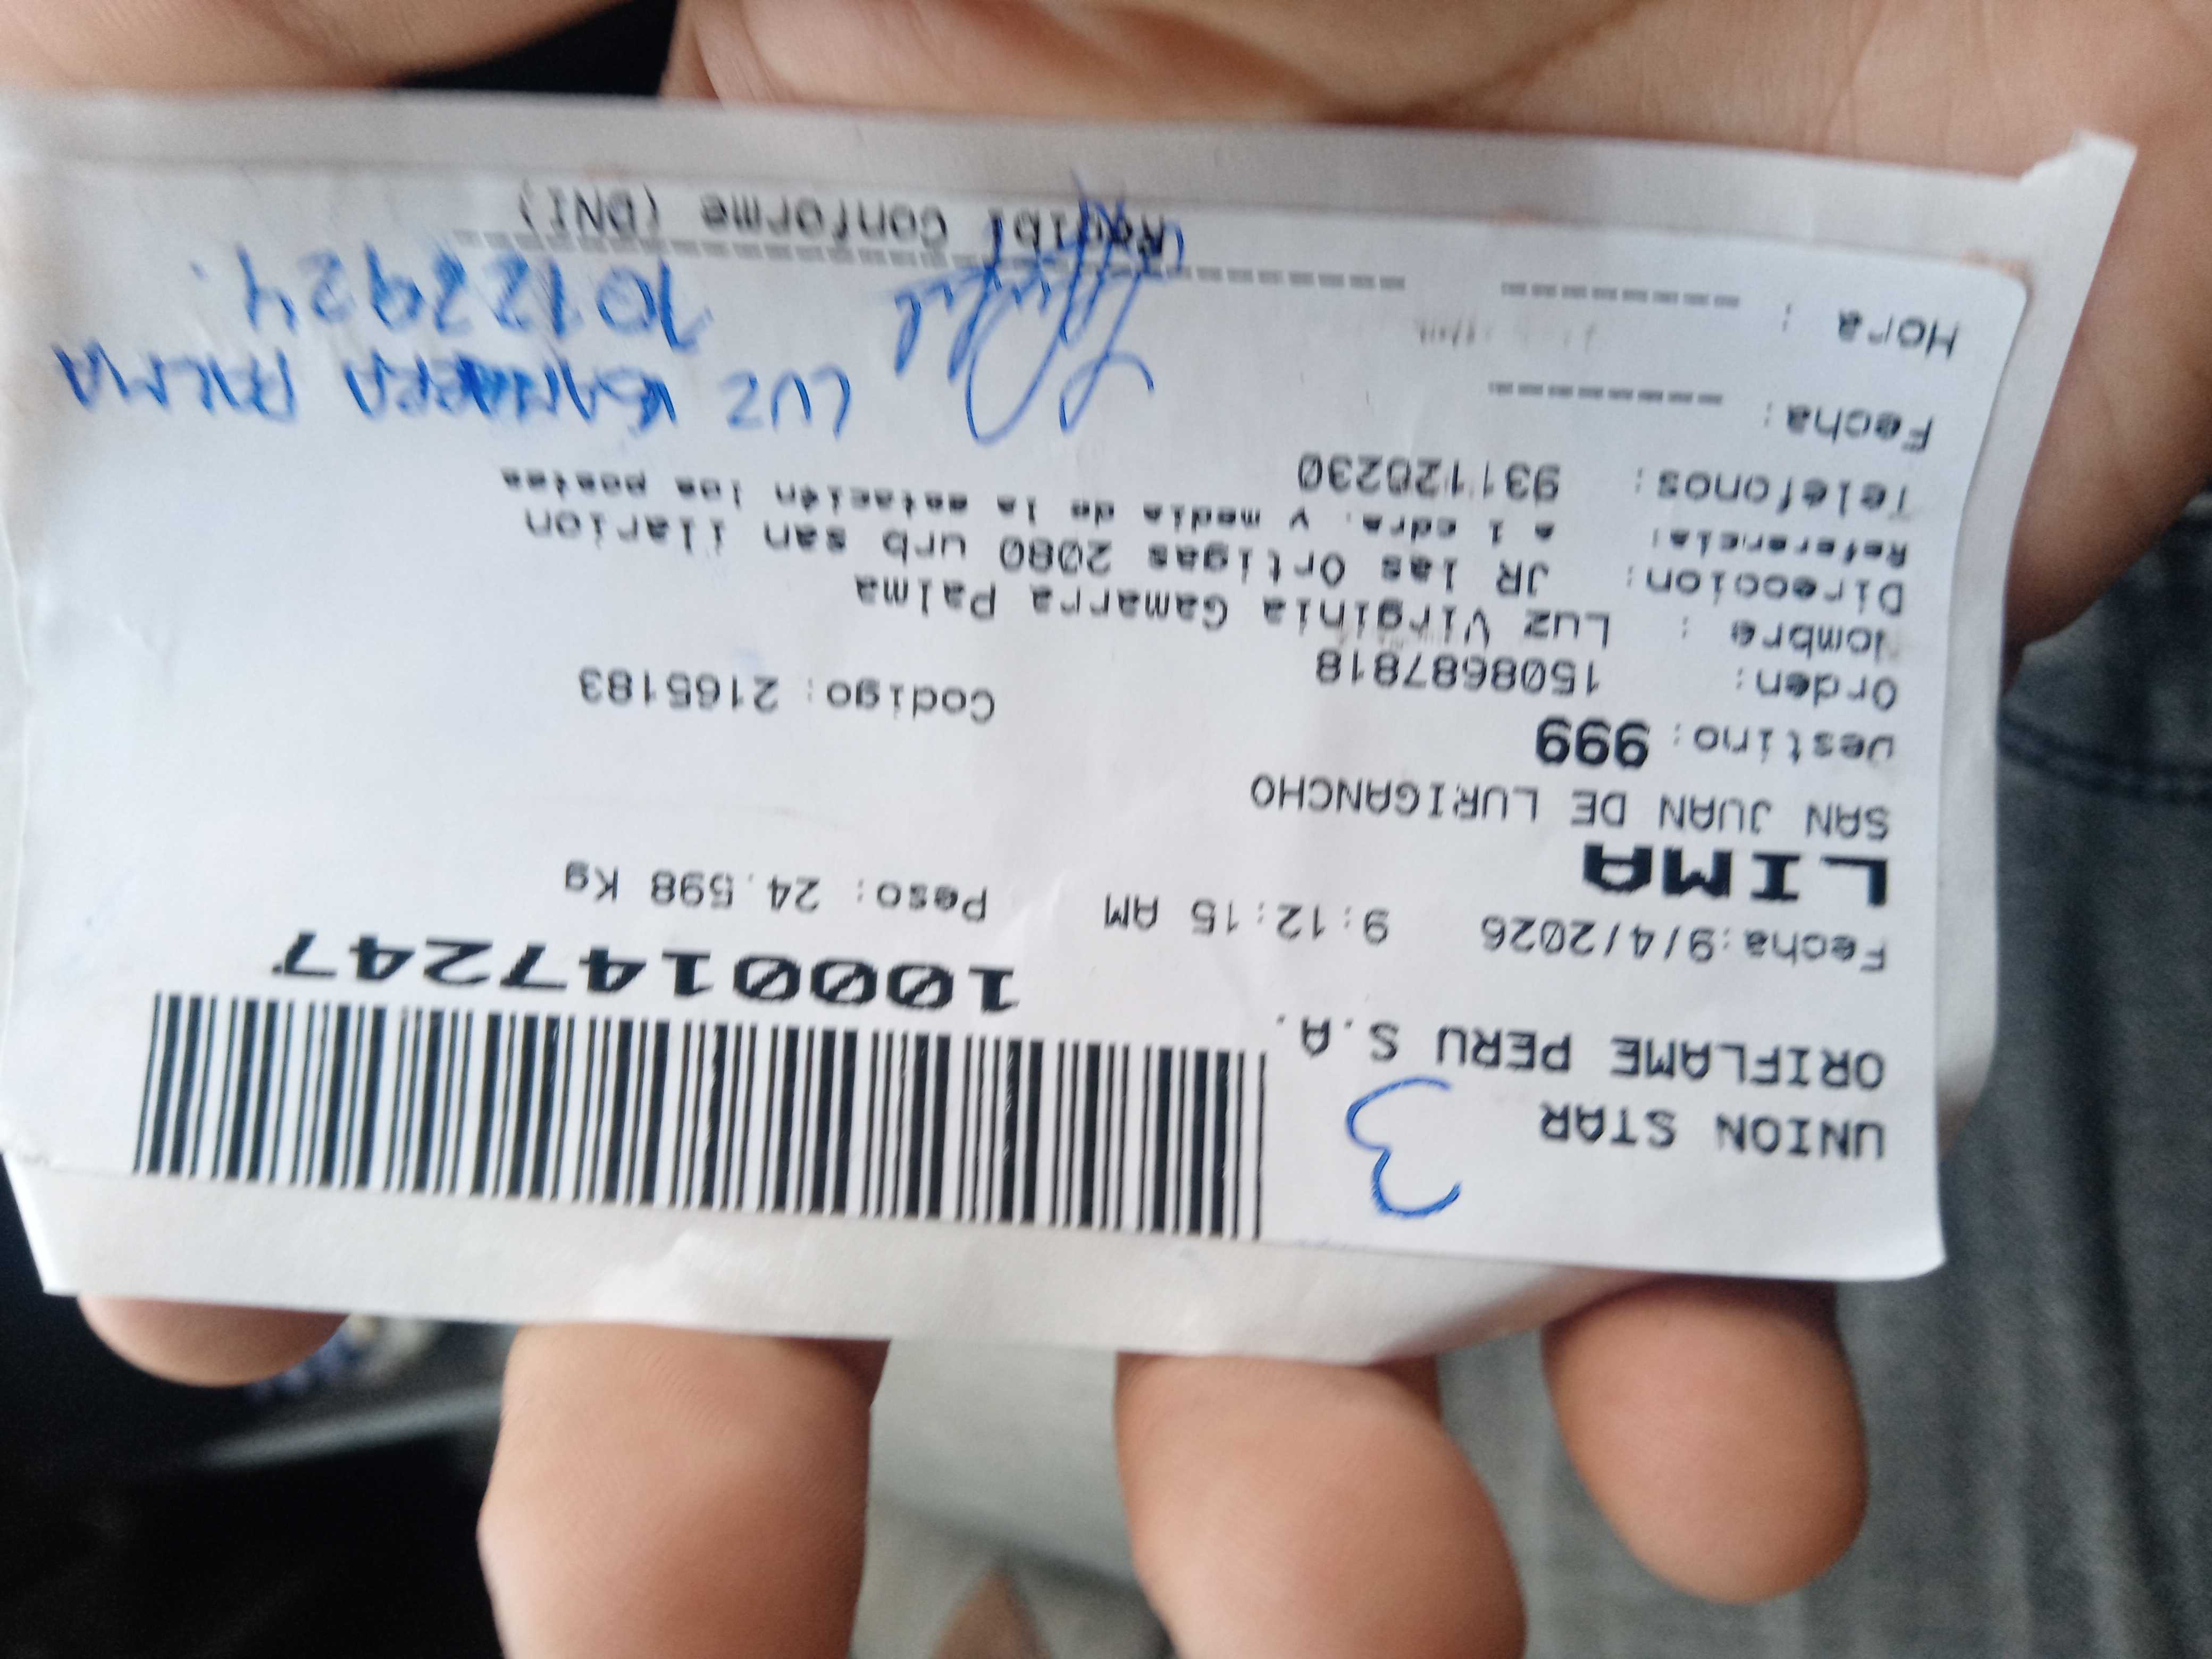 UNION STAR
3
ORIFLAME PERU S.A.
1000147247
Fecha:9/4/2026 9:12:15 AM Peso: 24.598 Kg
LIMA
SAN JUAN DE LURIGANCHO
Destino: 999
Orden: 1508687818 Codigo: 2165183
Nombre : Luz Virginia Gamarra Palma
Direccion: JR las Ortigas 2080 urb san ilarion
Referencia: a 1 cdra. y media de la estación los postes
Telefonos: 931120230
Fecha: ----------
LUZ GAMARRA PALMA
10122924.
Hora : ----------
Recibi Conforme (DNI)